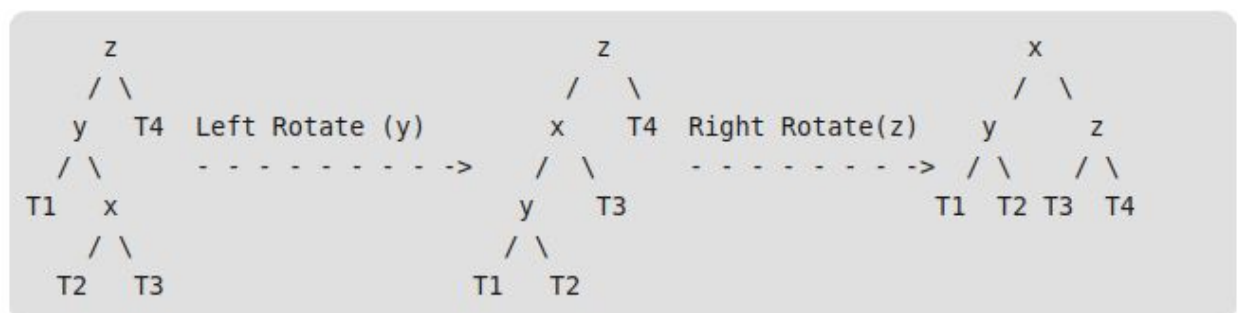 z z x
/ \ / \ / \
y T4 Left Rotate (y) x T4 Right Rotate(z) y z
/ \ - - - - - - - - -> / \ - - - - - - - -> / \ / \
T1 x y T3 T1 T2 T3 T4
/ \ / \
T2 T3 T1 T2